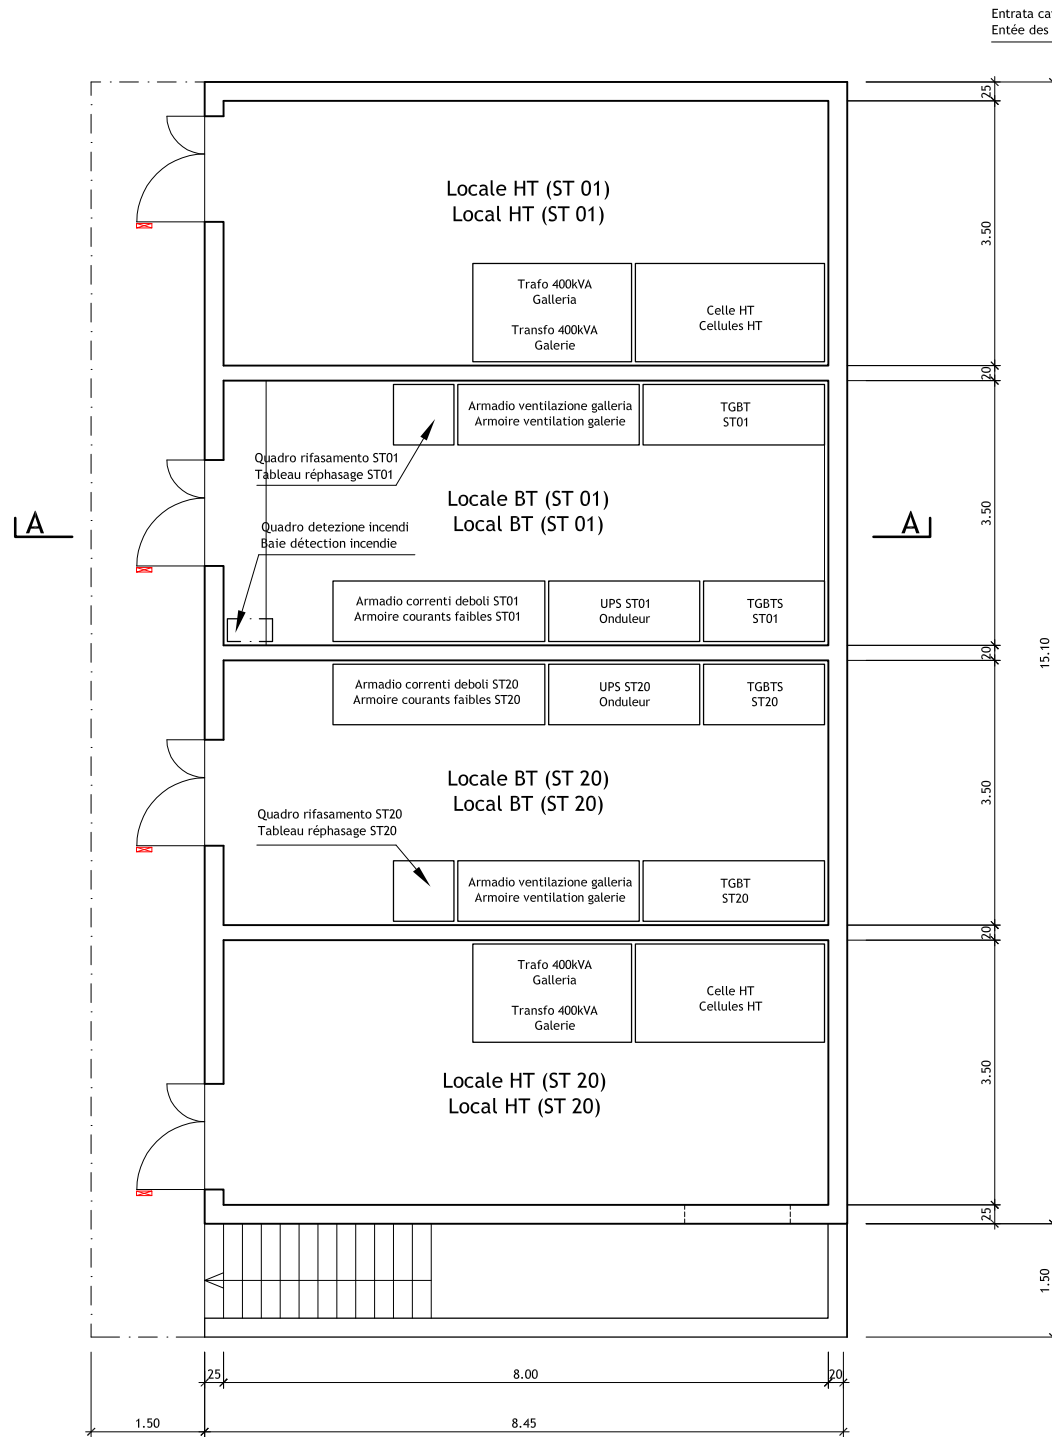 Entrata ca
Entée des
25
Locale HT (ST 01)
Local HT (ST 01)
3.50
Trafo 400kVA
Galleria
Transfo 400kVA
Galerie
Celle HT
Cellules HT
20
Armadio ventilazione galleria
Armoire ventilation galerie
TGBT
ST01
Quadro rifasamento ST01
Tableau réphasage ST01
Locale BT (ST 01)
Local BT (ST 01)
A
A
3.50
Quadro detezione incendi
Baie détection incendie
Armadio correnti deboli ST01
Armoire courants faibles ST01
UPS ST01
Onduleur
TGBTS
ST01
20
15.10
Armadio correnti deboli ST20
Armoire courants faibles ST20
UPS ST20
Onduleur
TGBTS
ST20
Locale BT (ST 20)
Local BT (ST 20)
3.50
Quadro rifasamento ST20
Tableau réphasage ST20
Armadio ventilazione galleria
Armoire ventilation galerie
TGBT
ST20
20
Trafo 400kVA
Galleria
Transfo 400kVA
Galerie
Celle HT
Cellules HT
Locale HT (ST 20)
Local HT (ST 20)
3.50
25
1.50
25
8.00
20
1.50
8.45